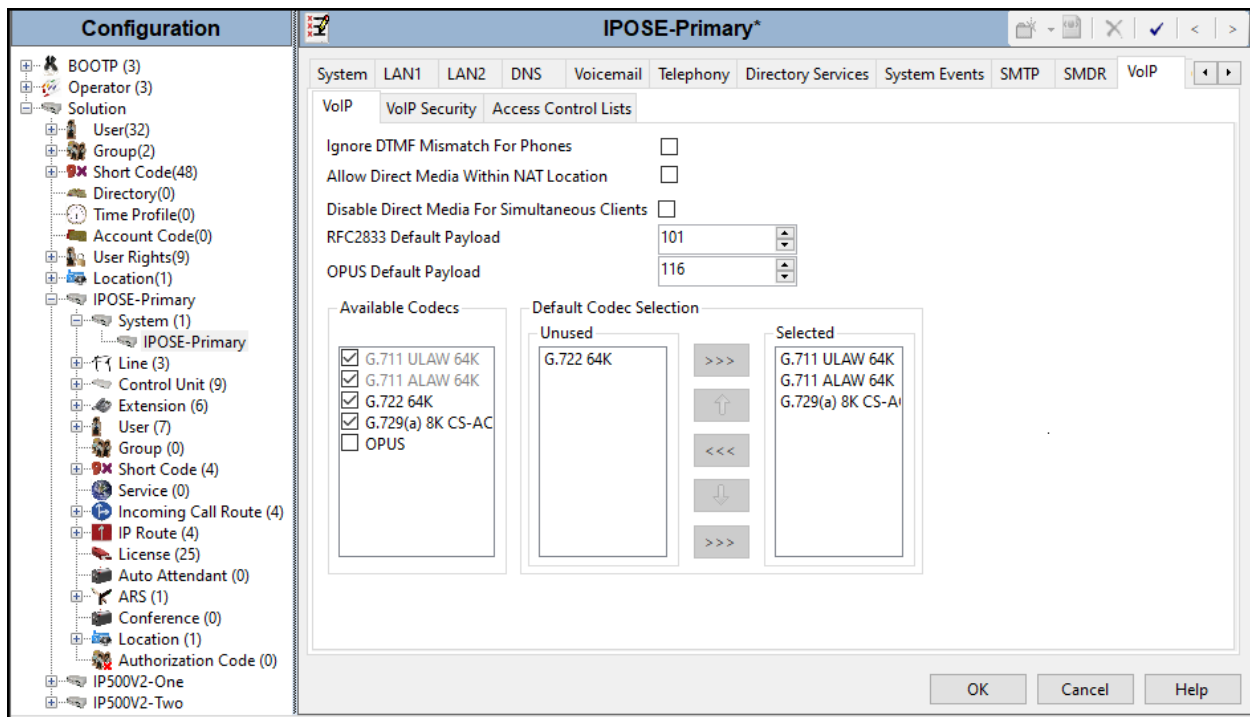 Configuration
BOOTP (3)
Operator (3)
Solution
User(32)
Group(2)
Short Code(48)
Directory(0)
Time Profile(0)
Account Code(0)
User Rights(9)
Location(1)
IPOSE-Primary
System (1)
IPOSE-Primary
Line (3)
Control Unit (9)
Extension (6)
User (7)
Group (0)
Short Code (4)
Service (0)
Incoming Call Route (4)
IP Route (4)
License (25)
Auto Attendant (0)
ARS (1)
Conference (0)
Location (1)
Authorization Code (0)
IP500V2-One
IP500V2-Two
IPOSE-Primary*
System LAN1 LAN2 DNS Voicemail Telephony Directory Services System Events SMTP SMDR VoIP
VoIP VoIP Security Access Control Lists
Ignore DTMF Mismatch For Phones
Allow Direct Media Within NAT Location
Disable Direct Media For Simultaneous Clients
RFC2833 Default Payload 101
OPUS Default Payload 116
Available Codecs
G.711 ULAW 64K
G.711 ALAW 64K
G.722 64K
G.729(a) 8K CS-AC
OPUS
Default Codec Selection
Unused
G.722 64K
>>>
<<<
>>>
Selected
G.711 ULAW 64K
G.711 ALAW 64K
G.729(a) 8K CS-A
OK Cancel Help